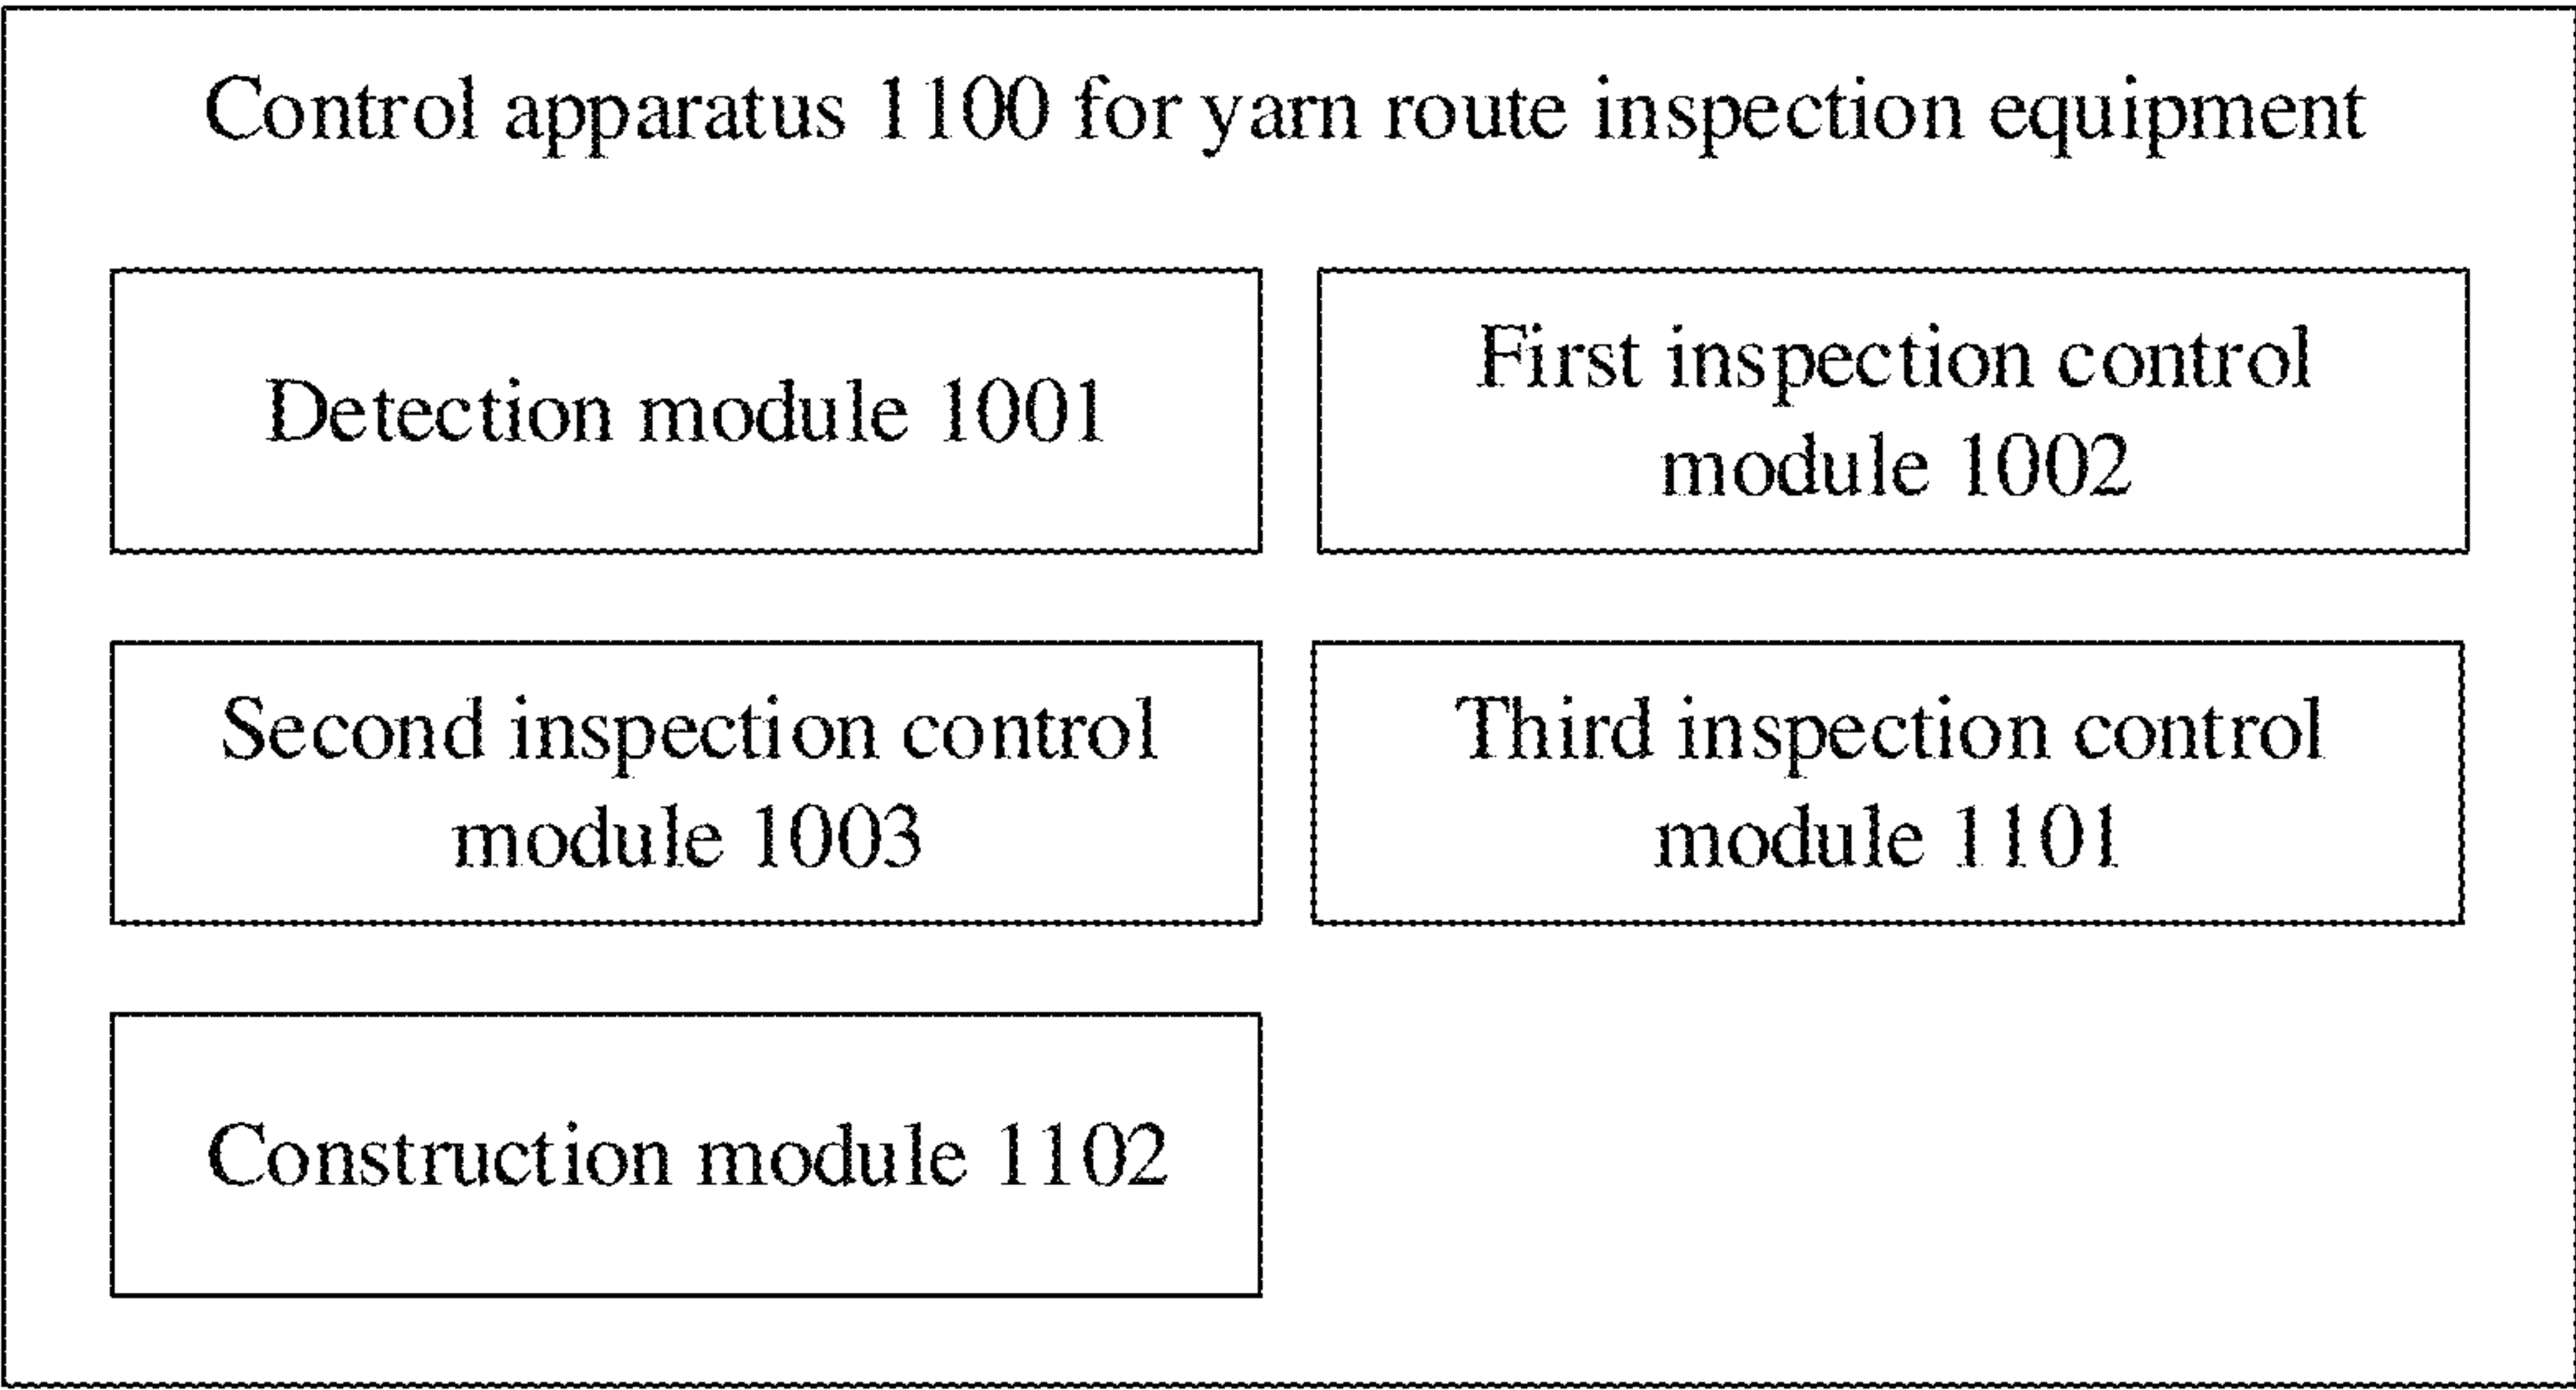 Control apparatus 1100 for yarn route inspection equipment
Detection module 1001
First inspection control
module 1002
Second inspection control
module 1003
Third inspection control
module 1101
Construction module 1102